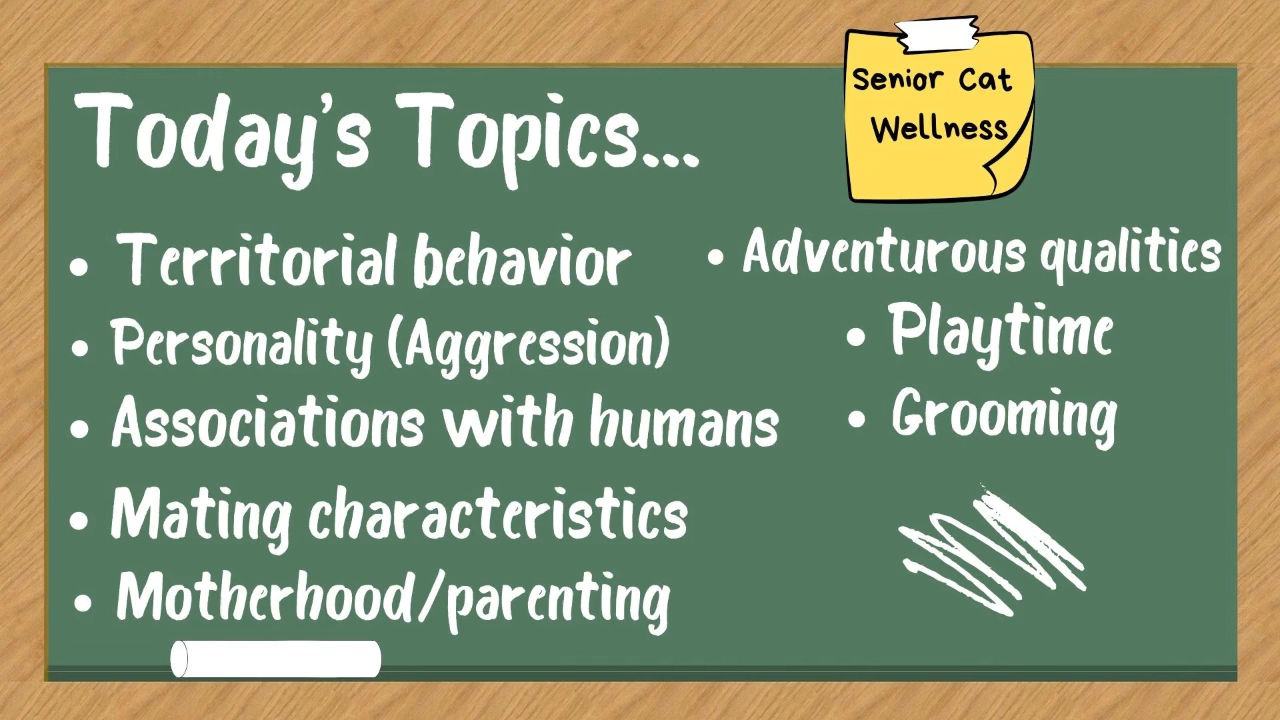 Senior Cat
Wellness
Today's Topics...
• Territorial behavior
• Personality (Aggression)
• Associations with humans
• Mating characteristics
• Motherhood/parenting
• Adventurous qualities
• Playtime
• Grooming